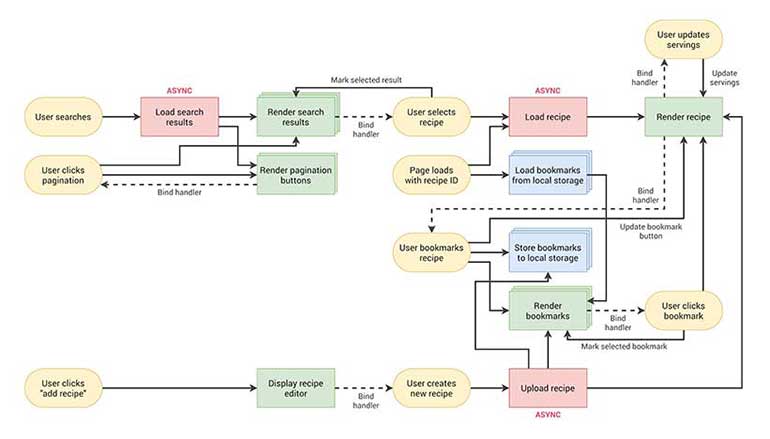 User updates
servings
Bind
handler
Update
servings
Mark selected result
ASYNC
ASYNC
User searches
Load search
results
Render search
results
Bind
handler
User selects
recipe
Load recipe
Render recipe
User clicks
pagination
Render pagination
buttons
Bind handler
Page loads
with recipe ID
Load bookmarks
from local storage
Bind
handler
Update bookmark
button
User bookmarks
recipe
Store bookmarks
to local storage
Render
bookmarks
Bind
handler
User clicks
bookmark
Mark selected bookmark
User clicks
"add recipe"
Display recipe
editor
Bind
handler
User creates
new recipe
Upload recipe
ASYNC